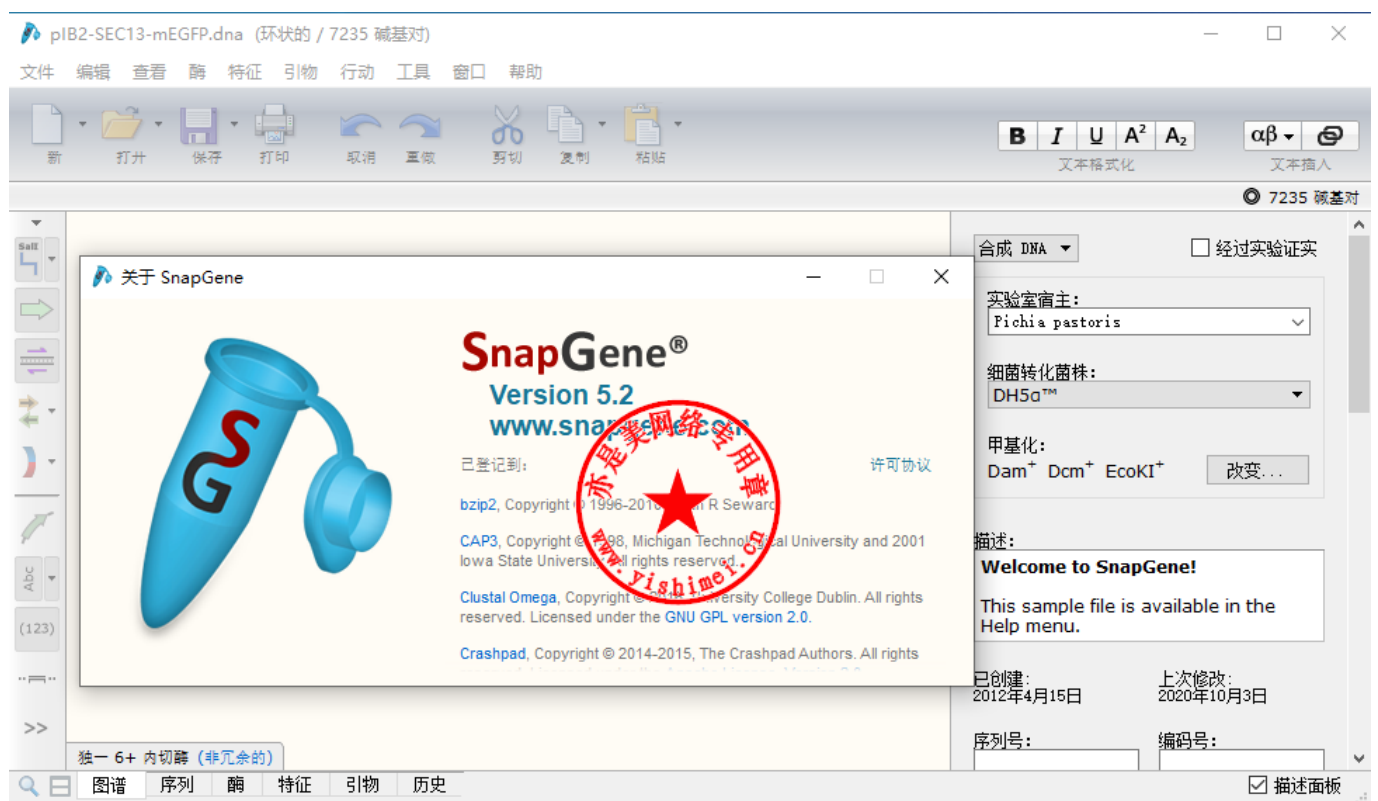 pIB2-SEC13-mEGFP.dna (环状的 / 7235 碱基对)
文件 编辑 查看 酶 特征 引物 行动 工具 窗口 帮助
B I U A² A₂ αβ
新 打开 保存 打印 取消 重做 剪切 复制 粘贴 文本格式化 文本插入
7235 碱基对
SalI
合成 DNA
经过实验证实
关于 SnapGene
实验室宿主：
Pichia pastoris
SnapGene®
Version 5.2
细菌转化菌株：
DH5α™
已登记到:
许可协议
甲基化：
Dam⁺ Dcm⁺ EcoKI⁺
改变...
亦是美网络专用章
www.yishimei.cn
SG
CAP3, Copyright © 1998, Michigan Technological University and 2001
Iowa State University. All rights reserved.
Clustal Omega, Copyright © University College Dublin. All rights
reserved. Licensed under the GNU GPL version 2.0.
Crashpad, Copyright © 2014-2015, The Crashpad Authors. All rights
bzip2, Copyright © 1996- R Seward
描述：
Welcome to SnapGene!
This sample file is available in the
Help menu.
Abc
(123)
已创建:
2012年4月15日
上次修改:
2020年10月3日
>>
序列号：
编码号：
独一 6+ 内切酶 (非冗余的)
图谱 序列 酶 特征 引物 历史
描述面板